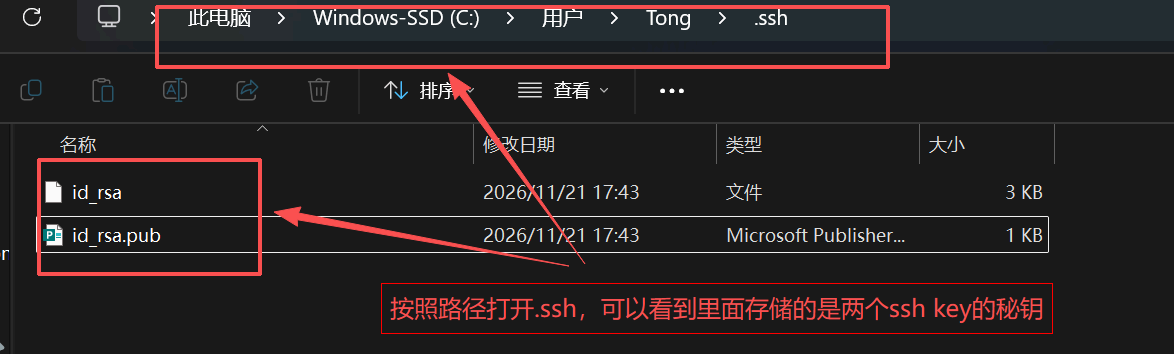 此电脑 > Windows-SSD (C:) > 用户 > Tong > .ssh
排序 查看 •••
名称 修改日期 类型 大小
id_rsa 2026/11/21 17:43 文件 3 KB
id_rsa.pub 2026/11/21 17:43 Microsoft Publisher... 1 KB
按照路径打开.ssh，可以看到里面存储的是两个ssh key的秘钥